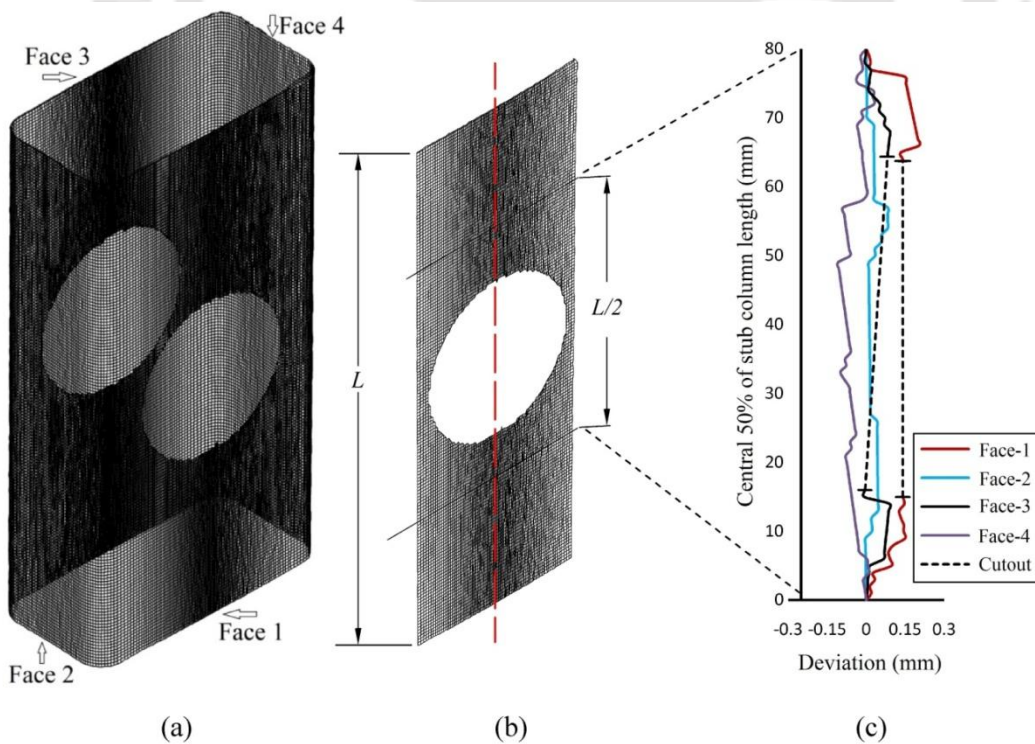 Face 3
Face 4
Face 1
Face 2
(a)
L
L/2
(b)
Central 50% of stub column length (mm)
80
70
60
50
40
30
20
10
0
-0.3 -0.15 0 0.15 0.3
Deviation (mm)
Face-1
Face-2
Face-3
Face-4
Cutout
(c)